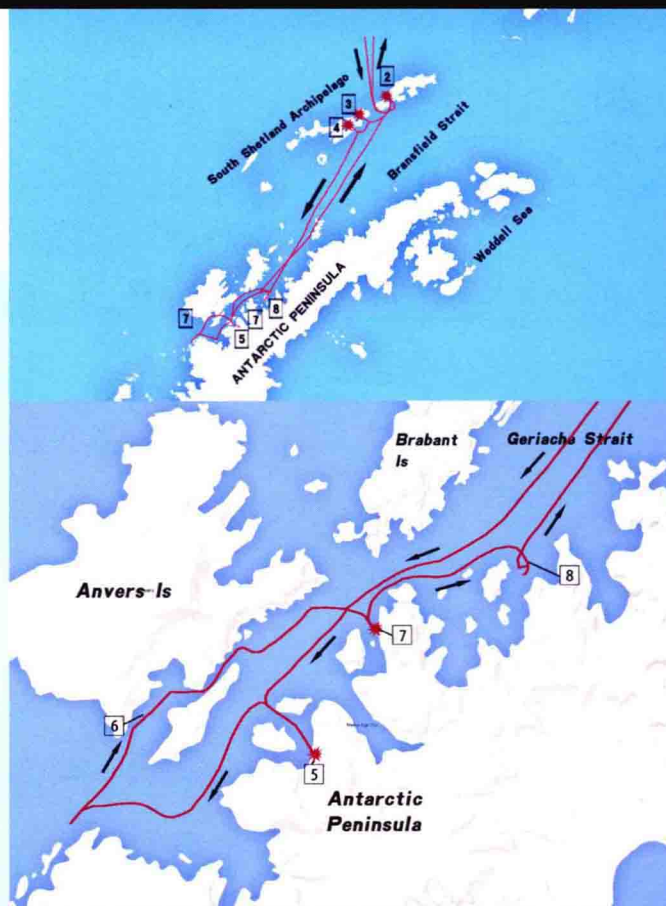 2
3
4
South Shetland Archipelago
Bransfield Strait
Weddell Sea
ANTARCTIC PENINSULA
7
7
8
5
Brabant
Is
Geriache Strait
Anvers Is
8
7
6
5
Antarctic
Peninsula